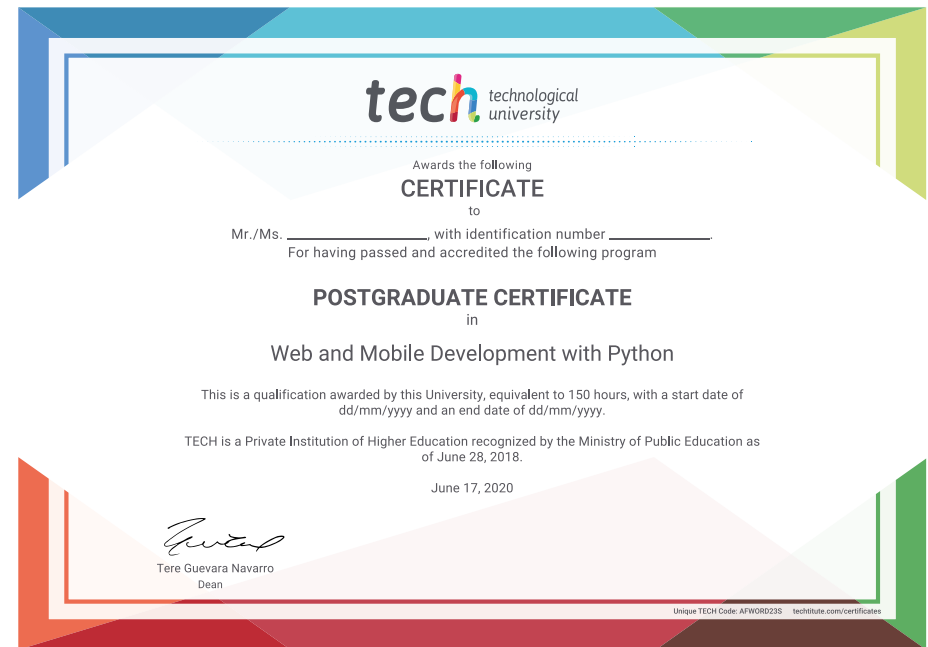 tech technological
university
Awards the following
CERTIFICATE
to
Mr./Ms. ____________________, with identification number ______________.
For having passed and accredited the following program
POSTGRADUATE CERTIFICATE
in
Web and Mobile Development with Python
This is a qualification awarded by this University, equivalent to 150 hours, with a start date of
dd/mm/yyyy and an end date of dd/mm/yyyy.
TECH is a Private Institution of Higher Education recognized by the Ministry of Public Education as
of June 28, 2018.
June 17, 2020
Tere Guevara Navarro
Dean
Unique TECH Code: AFWORD23S techtitute.com/certificates